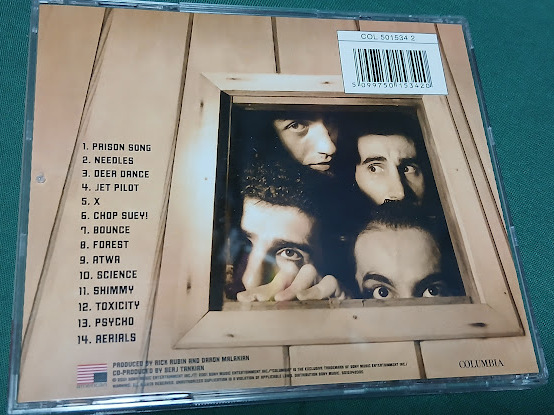 COL 501534 2
5 099750 153420
1. PRISON SONG
2. NEEDLES
3. DEER DANCE
4. JET PILOT
5. X
6. CHOP SUEY!
7. BOUNCE
8. FOREST
9. ATWA
10. SCIENCE
11. SHIMMY
12. TOXICITY
13. PSYCHO
14. AERIALS
PRODUCED BY RICK RUBIN AND DARON MALAKIAN
CO-PRODUCED BY SERJ TANKIAN
COLUMBIA